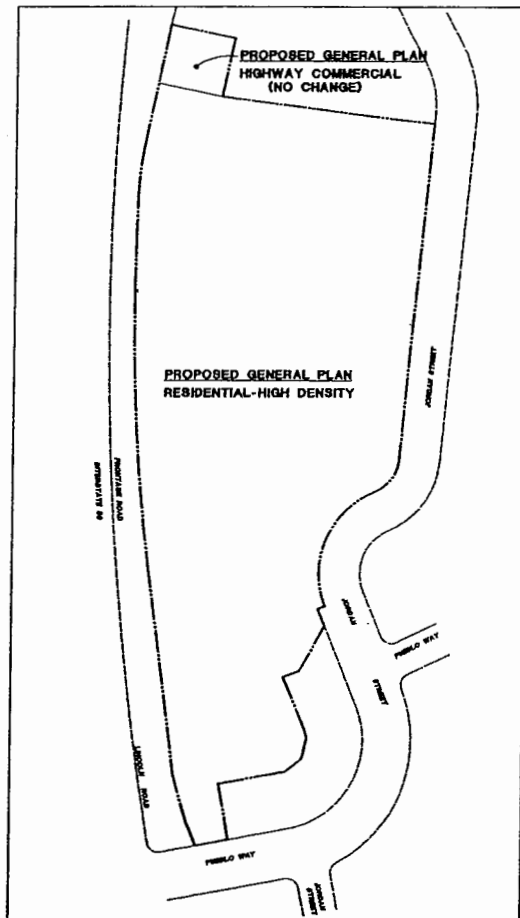 PROPOSED GENERAL PLAN
HIGHWAY COMMERCIAL
(NO CHANGE)
PROPOSED GENERAL PLAN
RESIDENTIAL-HIGH DENSITY
JORDAN STREET
FRONTAGE ROAD
INTERSTATE 80
JORDAN
STREET
PUEBLO WAY
LINCOLN ROAD
PUEBLO WAY
JORDAN
STREET